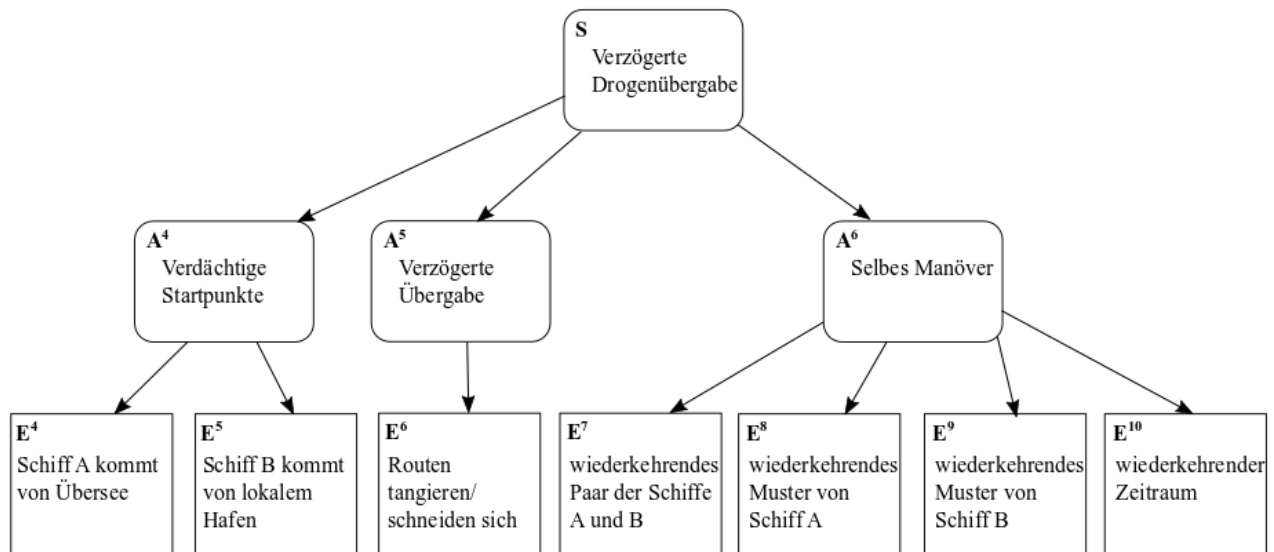 S
Verzögerte
Drogenübergabe
A⁴
Verdächtige
Startpunkte
A⁵
Verzögerte
Übergabe
A⁶
Selbes Manöver
E⁴
Schiff A kommt
von Übersee
E⁵
Schiff B kommt
von lokalem
Hafen
E⁶
Routen
tangieren/
schneiden sich
E⁷
wiederkehrendes
Paar der Schiffe
A und B
E⁸
wiederkehrendes
Muster von
Schiff A
E⁹
wiederkehrendes
Muster von
Schiff B
E¹⁰
wiederkehrender
Zeitraum